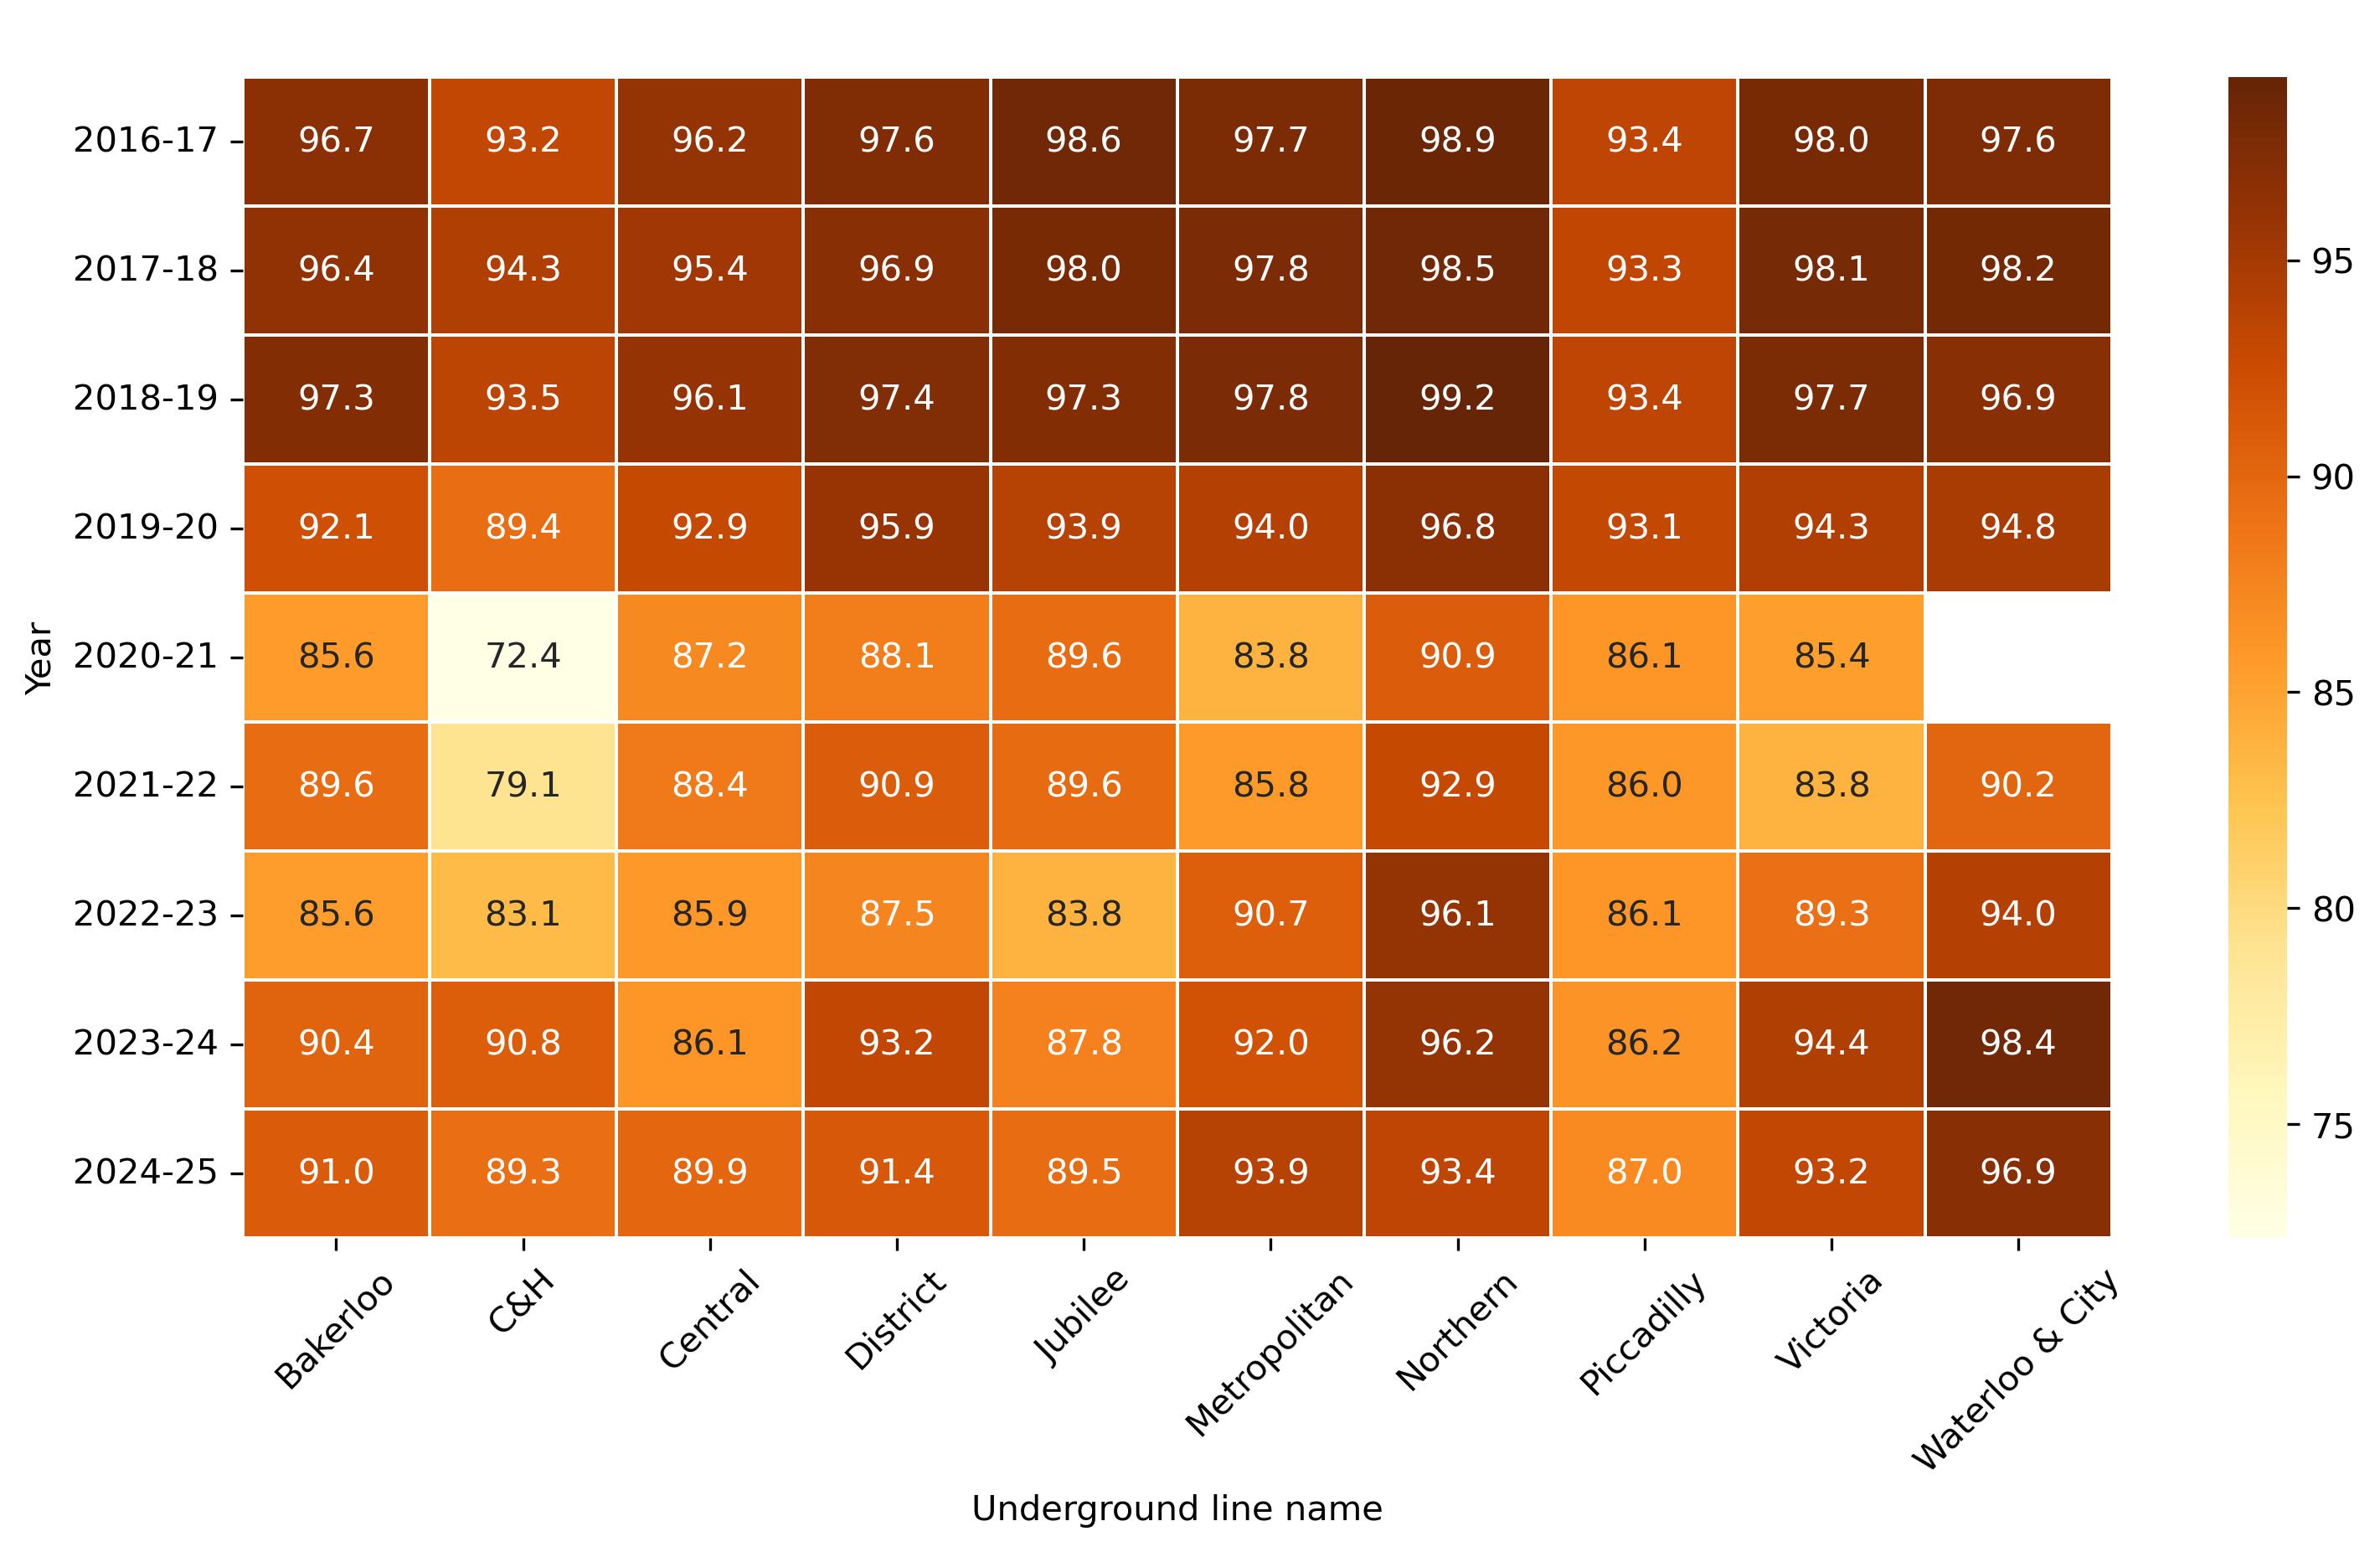 2016-17 96.7 93.2 96.2 97.6 98.6 97.7 98.9 93.4 98.0 97.6
2017-18 96.4 94.3 95.4 96.9 98.0 97.8 98.5 93.3 98.1 98.2
2018-19 97.3 93.5 96.1 97.4 97.3 97.8 99.2 93.4 97.7 96.9
2019-20 92.1 89.4 92.9 95.9 93.9 94.0 96.8 93.1 94.3 94.8
2020-21 85.6 72.4 87.2 88.1 89.6 83.8 90.9 86.1 85.4
2021-22 89.6 79.1 88.4 90.9 89.6 85.8 92.9 86.0 83.8 90.2
2022-23 85.6 83.1 85.9 87.5 83.8 90.7 96.1 86.1 89.3 94.0
2023-24 90.4 90.8 86.1 93.2 87.8 92.0 96.2 86.2 94.4 98.4
2024-25 91.0 89.3 89.9 91.4 89.5 93.9 93.4 87.0 93.2 96.9
Year
Bakerloo C&H Central District Jubilee Metropolitan Northern Piccadilly Victoria Waterloo & City
Underground line name
95
90
85
80
75